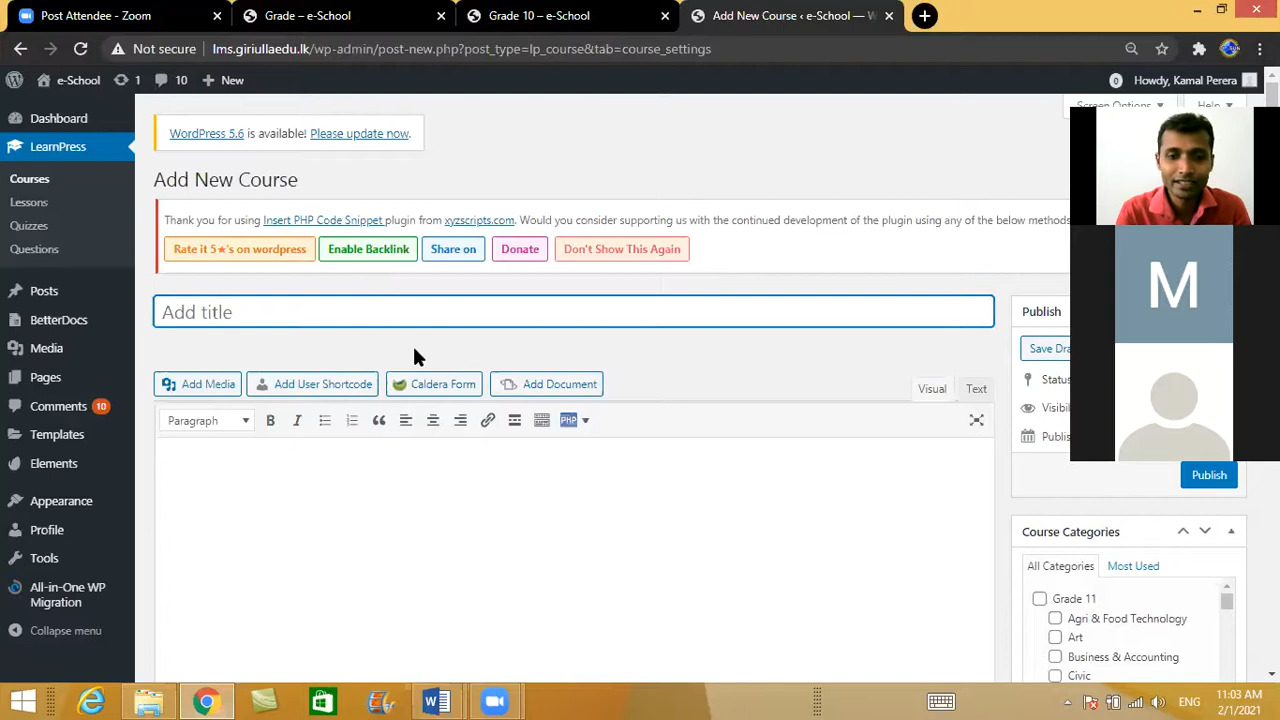 Post Attendee - Zoom
Grade – e-School
Grade 10 – e-School
Add New Course ‹ e-School — W
Not secure
lms.giriullaedu.lk/wp-admin/post-new.php?post_type=lp_course&tab=course_settings
e-School
1
10
New
0
Howdy, Kamal Perera
Dashboard
LearnPress
Courses
Lessons
Quizzes
Questions
Posts
BetterDocs
Media
Pages
Comments 10
Templates
Elements
Appearance
Profile
Tools
All-in-One WP
Migration
Collapse menu
Screen Options
Help
WordPress 5.6 is available! Please update now.
Add New Course
Thank you for using Insert PHP Code Snippet plugin from xyzscripts.com. Would you consider supporting us with the continued development of the plugin using any of the below methods
Rate it 5★'s on wordpress
Enable Backlink
Share on
Donate
Don't Show This Again
Add title
Add Media
Add User Shortcode
Caldera Form
Add Document
Visual
Text
Paragraph
PHP
M
Publish
Save Dra
Status
Visibil
Publis
Publish
Course Categories
All Categories
Most Used
Grade 11
Agri & Food Technology
Art
Business & Accounting
Civic
ENG
11:03 AM
2/1/2021